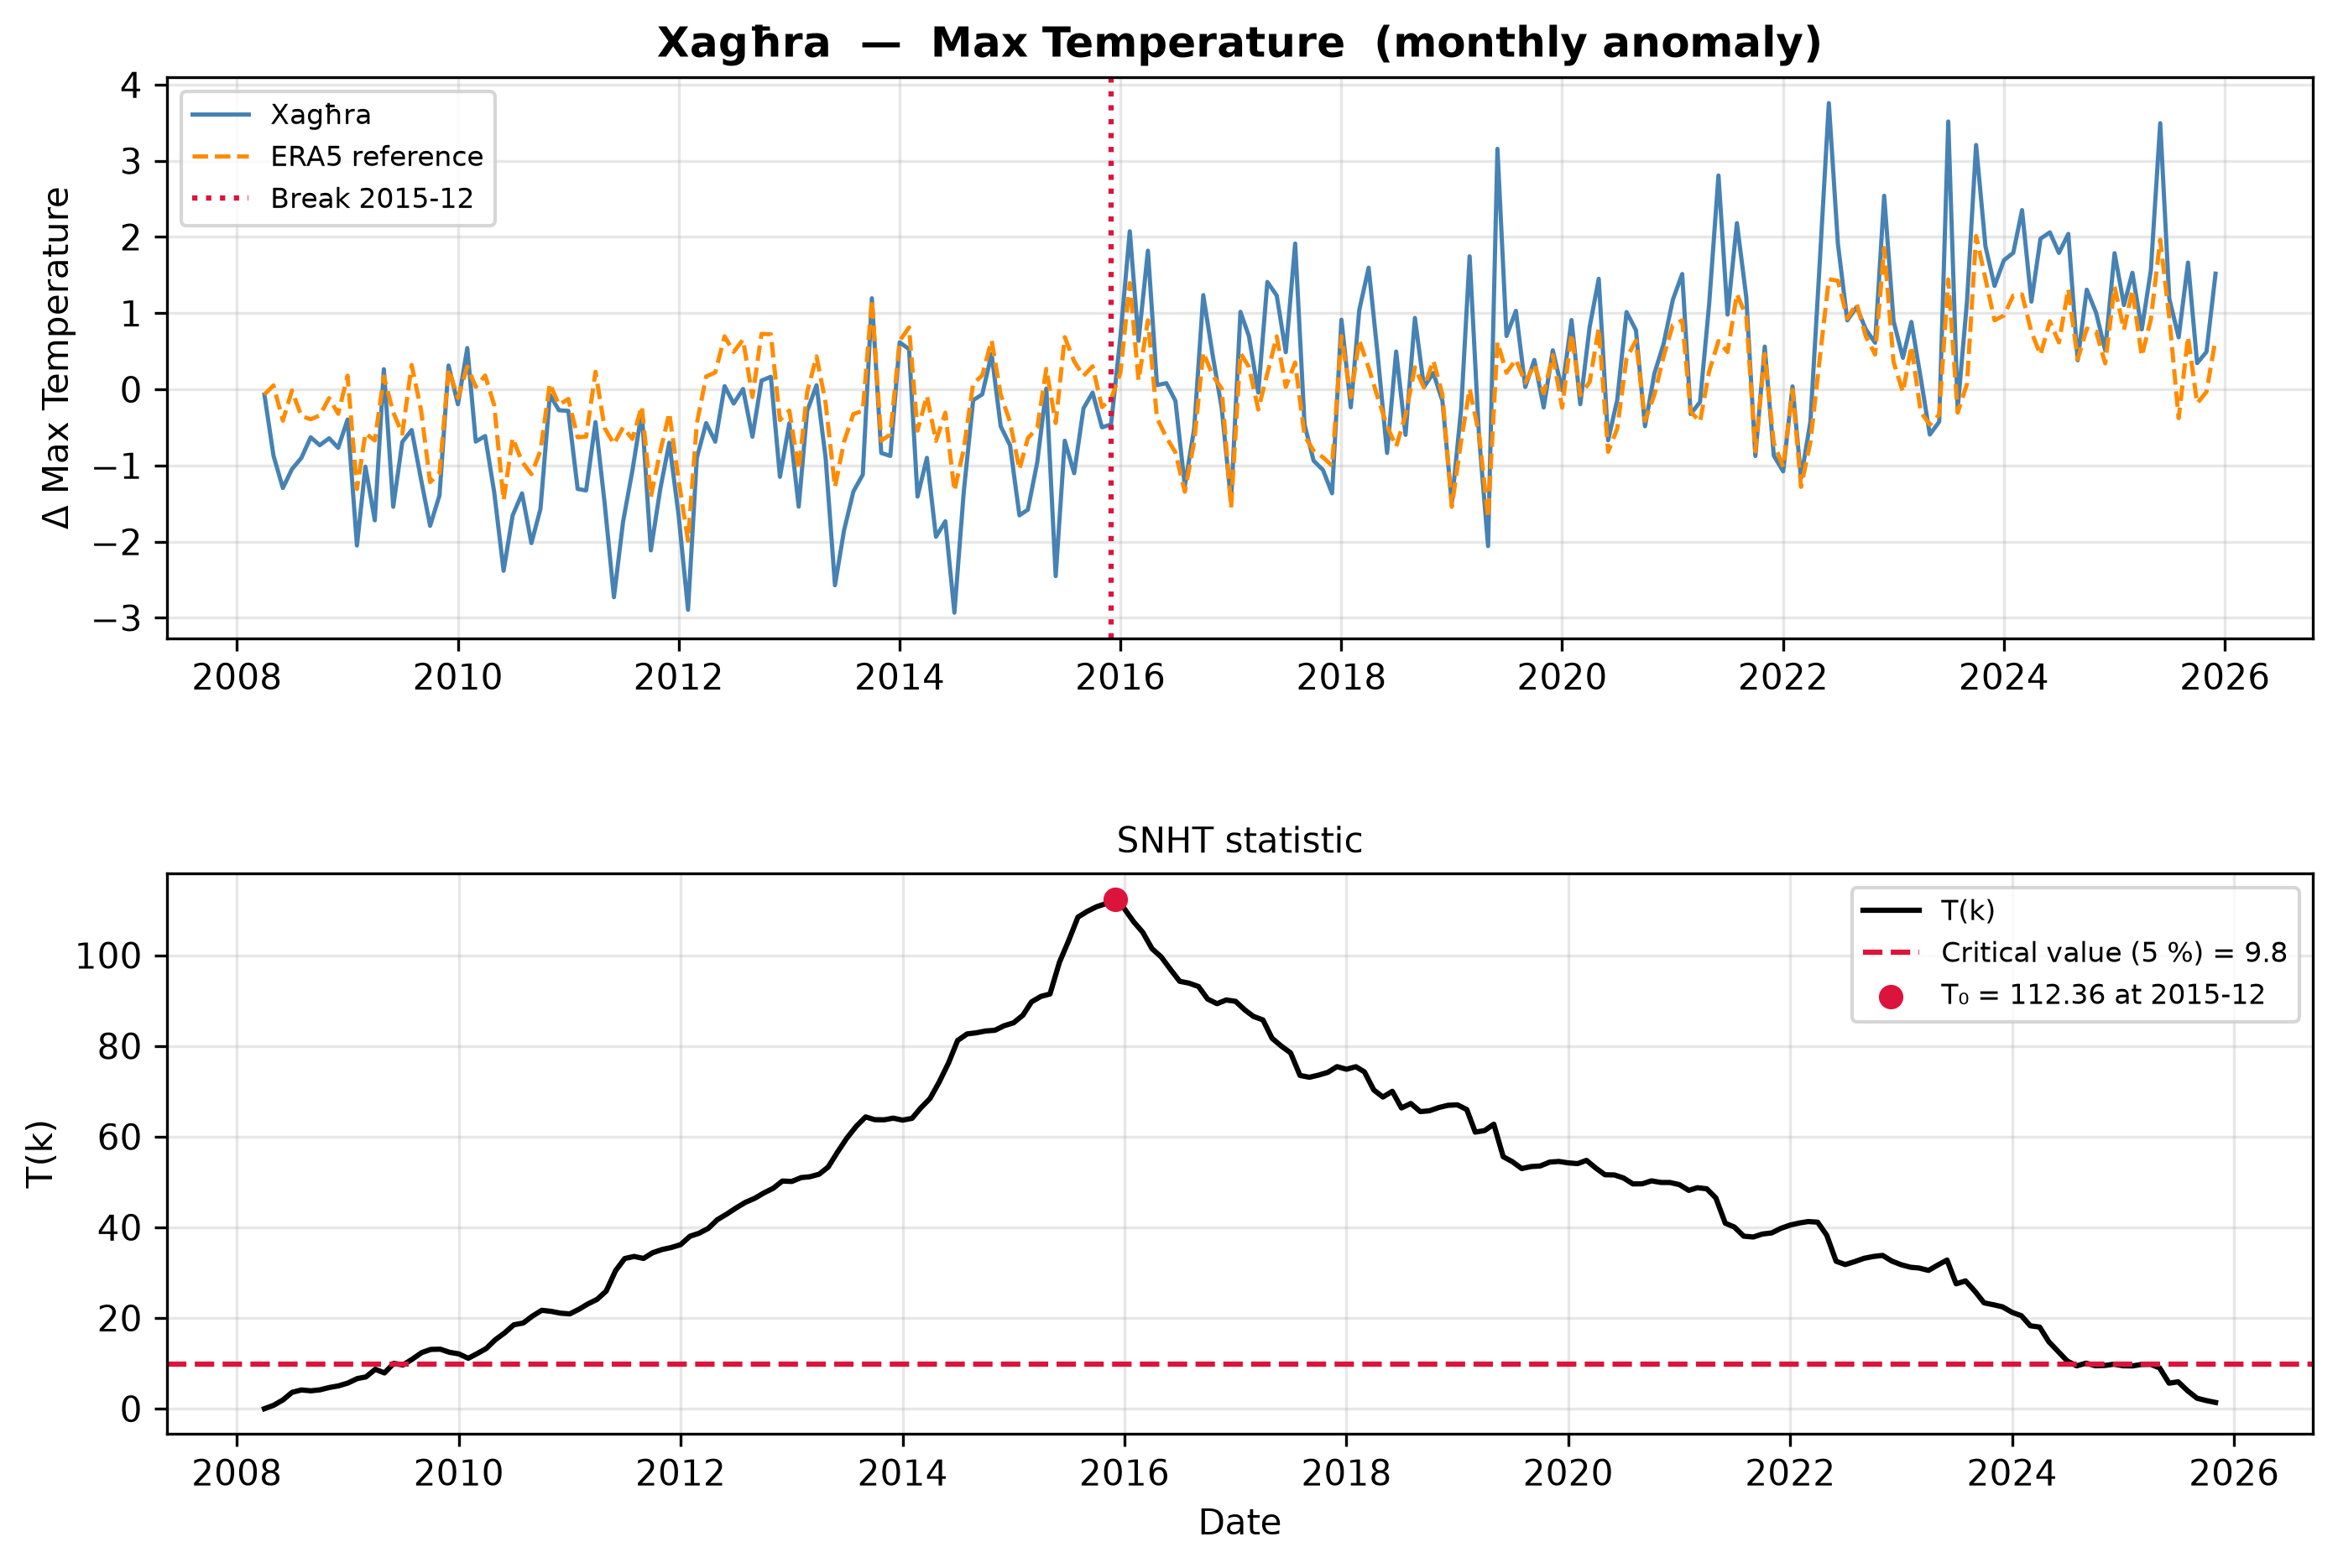 Xagħra — Max Temperature (monthly anomaly)
Δ Max Temperature
4
3
2
1
0
−1
−2
−3
Xagħra
ERA5 reference
Break 2015-12
2008 2010 2012 2014 2016 2018 2020 2022 2024 2026
SNHT statistic
T(k)
100
80
60
40
20
0
T(k)
Critical value (5 %) = 9.8
T₀ = 112.36 at 2015-12
2008 2010 2012 2014 2016 2018 2020 2022 2024 2026
Date